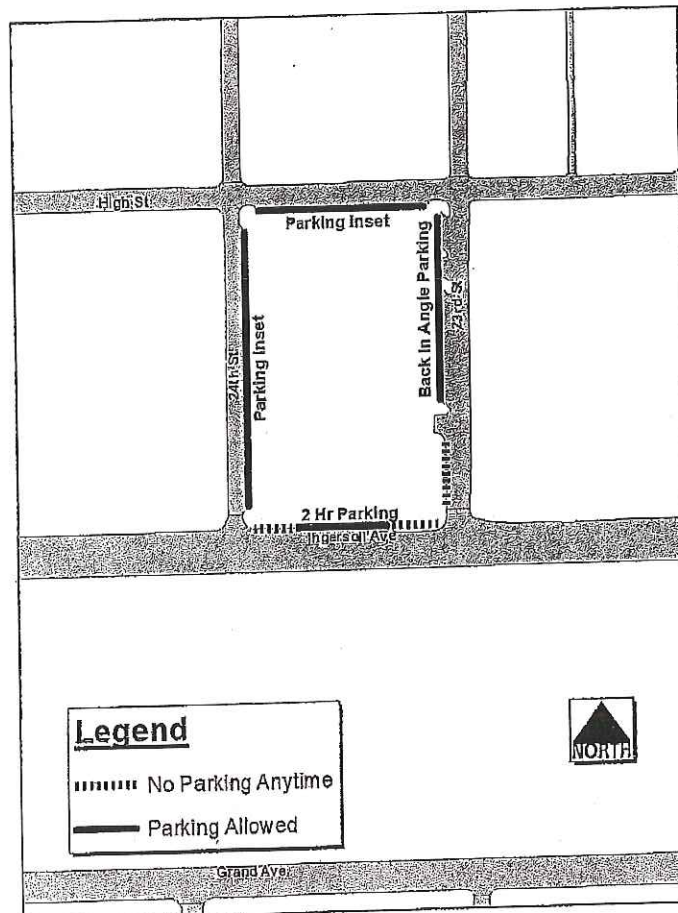 High St
Parking Inset
Back In Angle Parking
23rd St
24th St
Parking Inset
2 Hr Parking
Ingersoll Ave
Legend
No Parking Anytime
Parking Allowed
NORTH
Grand Ave.